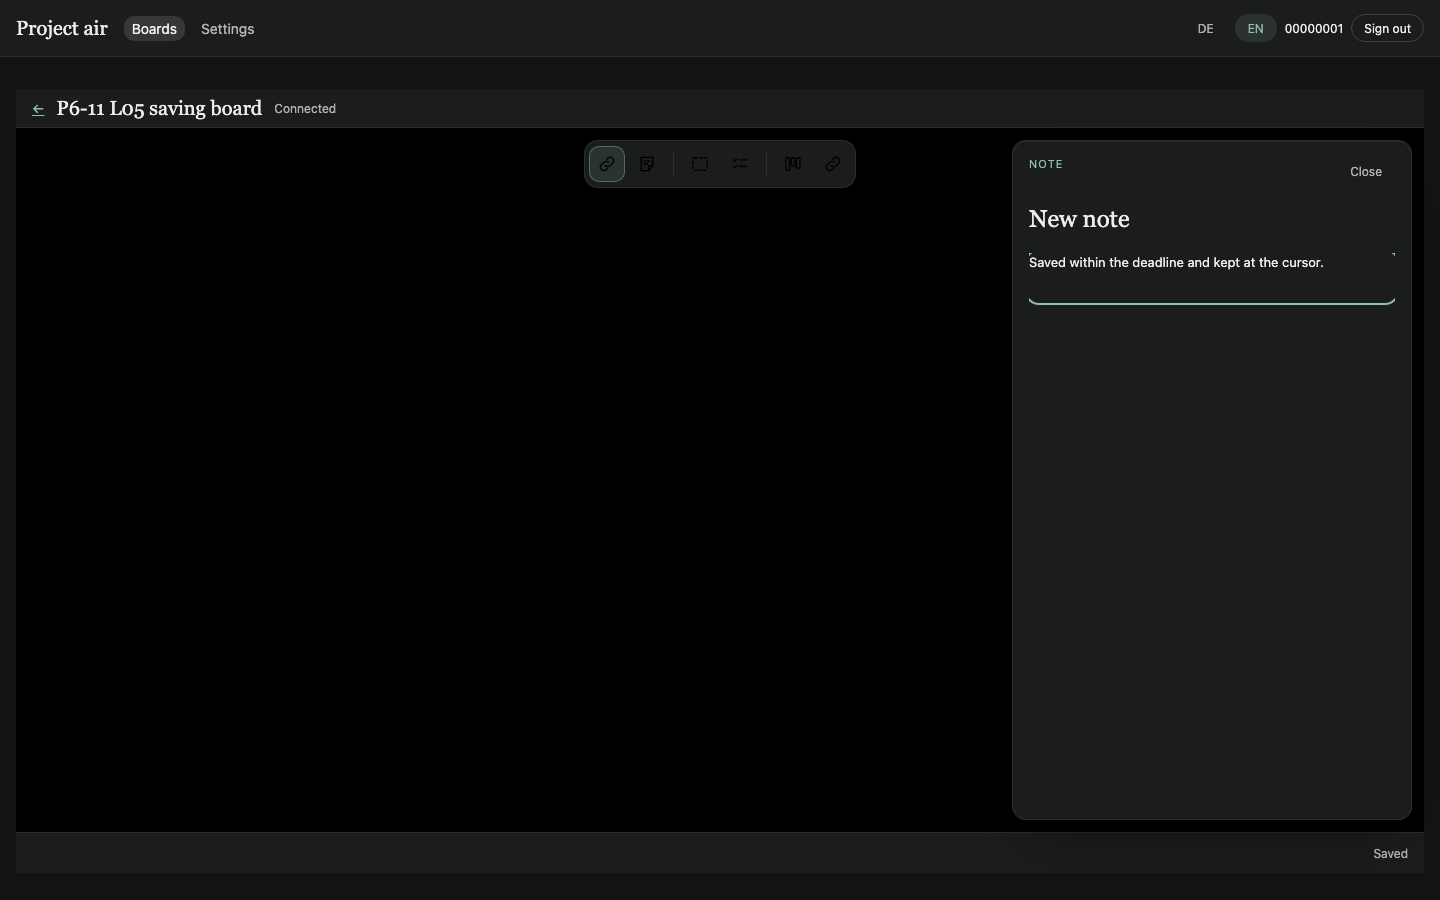 Project air Boards Settings DE EN 00000001 Sign out
P6-11 L05 saving board Connected
NOTE
Close
New note
Saved within the deadline and kept at the cursor.
Saved